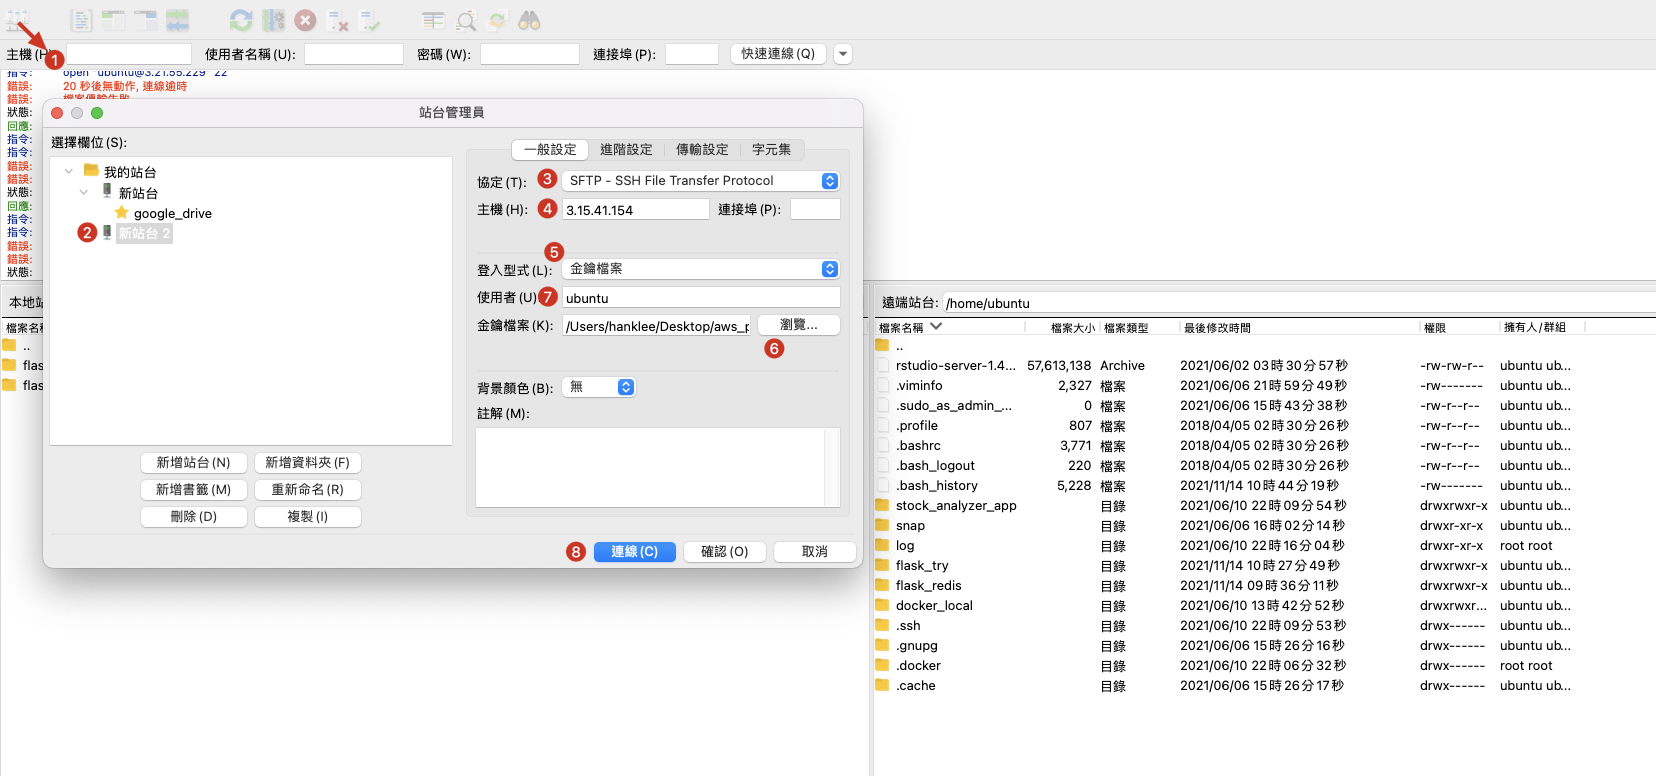 主機(H
1
使用者名稱(U):
密碼(W):
連接埠(P):
快速連線(Q)
指令: open "ubuntu@3.21.55.229" 22
錯誤: 20 秒後無動作, 連線逾時
錯誤: 檔案傳輸失敗
狀態:
回應:
指令:
指令:
錯誤:
錯誤:
狀態:
回應:
指令:
指令:
錯誤:
錯誤:
狀態:
站台管理員
選擇欄位(S):
我的站台
新站台
google_drive
2 新站台 2
新增站台(N) 新增資料夾(F)
新增書籤(M) 重新命名(R)
刪除(D) 複製(I)
一般設定 進階設定 傳輸設定 字元集
協定(T): 3 SFTP - SSH File Transfer Protocol
主機(H): 4 3.15.41.154 連接埠(P):
5
登入型式(L): 金鑰檔案
使用者(U) 7 ubuntu
金鑰檔案(K): /Users/hanklee/Desktop/aws_p 瀏覽...
6
背景顏色(B): 無
註解(M):
8 連線(C) 確認(O) 取消
本地站
檔案名稱
..
flas
flas
遠端站台: /home/ubuntu
檔案名稱 檔案大小 檔案類型 最後修改時間 權限 擁有人/群組
..
rstudio-server-1.4... 57,613,138 Archive 2021/06/02 03時30分57秒 -rw-rw-r-- ubuntu ub...
.viminfo 2,327 檔案 2021/06/06 21時59分49秒 -rw------- ubuntu ub...
.sudo_as_admin_... 0 檔案 2021/06/06 15時43分38秒 -rw-r--r-- ubuntu ub...
.profile 807 檔案 2018/04/05 02時30分26秒 -rw-r--r-- ubuntu ub...
.bashrc 3,771 檔案 2018/04/05 02時30分26秒 -rw-r--r-- ubuntu ub...
.bash_logout 220 檔案 2018/04/05 02時30分26秒 -rw-r--r-- ubuntu ub...
.bash_history 5,228 檔案 2021/11/14 10時44分19秒 -rw------- ubuntu ub...
stock_analyzer_app 目錄 2021/06/10 22時09分54秒 drwxrwxr-x ubuntu ub...
snap 目錄 2021/06/06 16時02分14秒 drwxr-xr-x ubuntu ub...
log 目錄 2021/06/10 22時16分04秒 drwxr-xr-x root root
flask_try 目錄 2021/11/14 10時27分49秒 drwxrwxr-x ubuntu ub...
flask_redis 目錄 2021/11/14 09時36分11秒 drwxrwxr-x ubuntu ub...
docker_local 目錄 2021/06/10 13時42分52秒 drwxrwxr... ubuntu ub...
.ssh 目錄 2021/06/10 22時09分53秒 drwx------ ubuntu ub...
.gnupg 目錄 2021/06/06 15時26分16秒 drwx------ ubuntu ub...
.docker 目錄 2021/06/10 22時06分32秒 drwx------ root root
.cache 目錄 2021/06/06 15時26分17秒 drwx------ ubuntu ub...